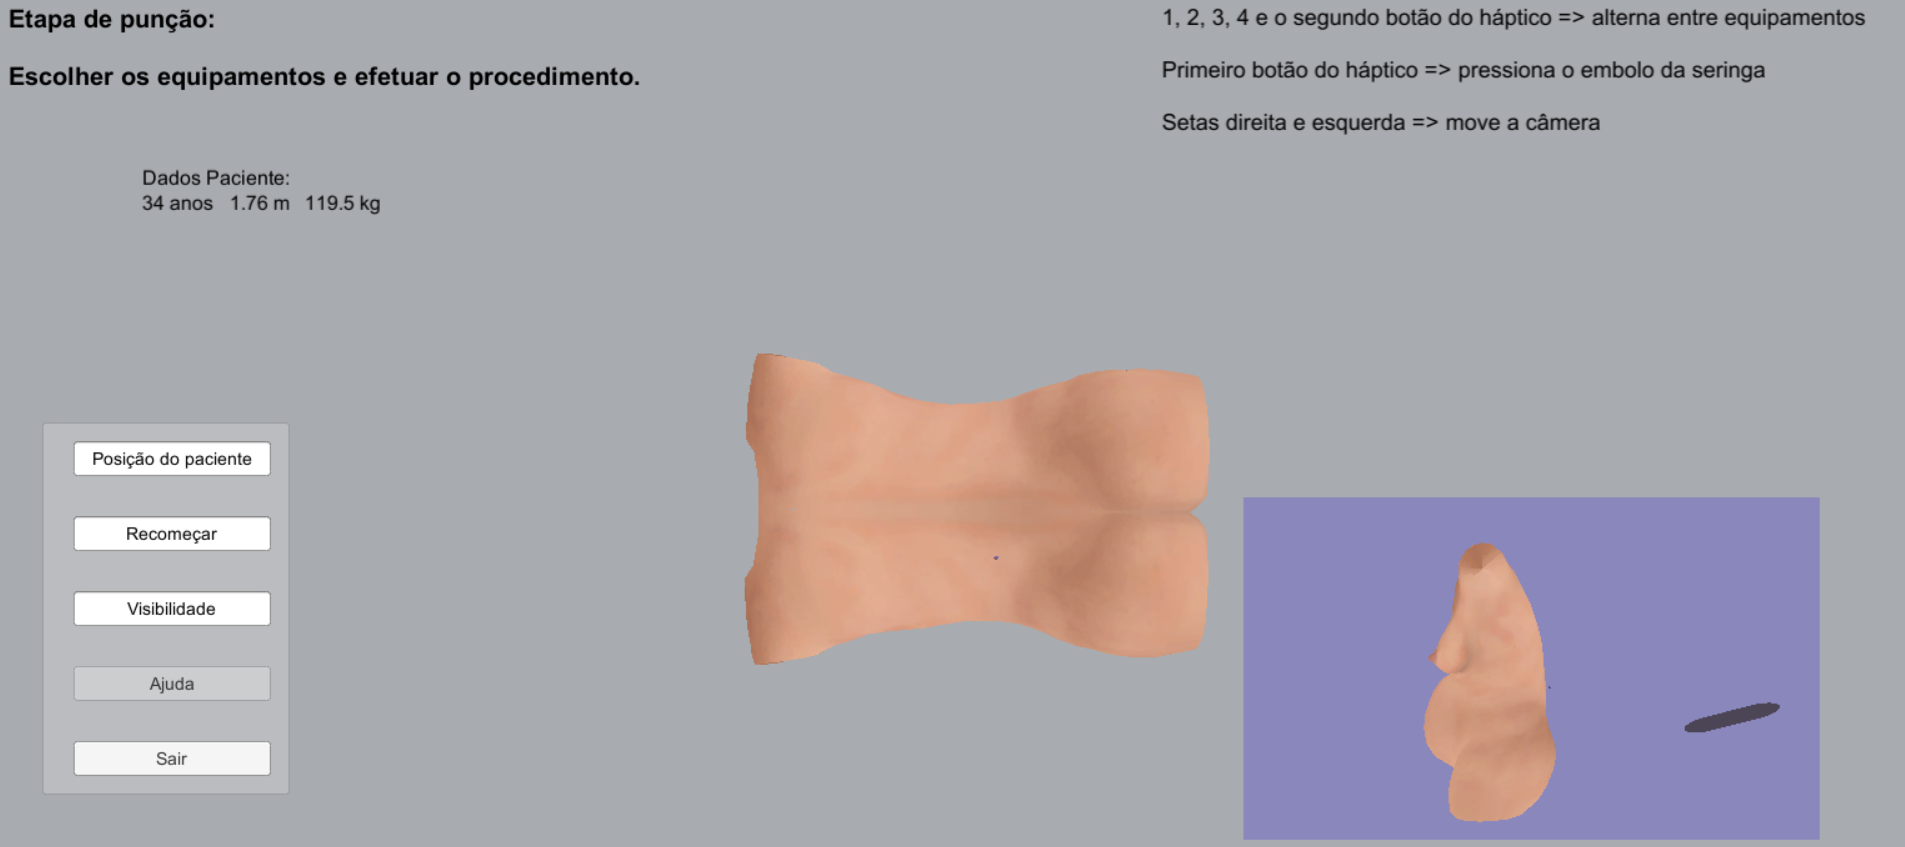 Etapa de punção:
Escolher os equipamentos e efetuar o procedimento.
1, 2, 3, 4 e o segundo botão do háptico => alterna entre equipamentos
Primeiro botão do háptico => pressiona o embolo da seringa
Setas direita e esquerda => move a câmera
Dados Paciente:
34 anos 1.76 m 119.5 kg
Posição do paciente
Recomeçar
Visibilidade
Ajuda
Sair